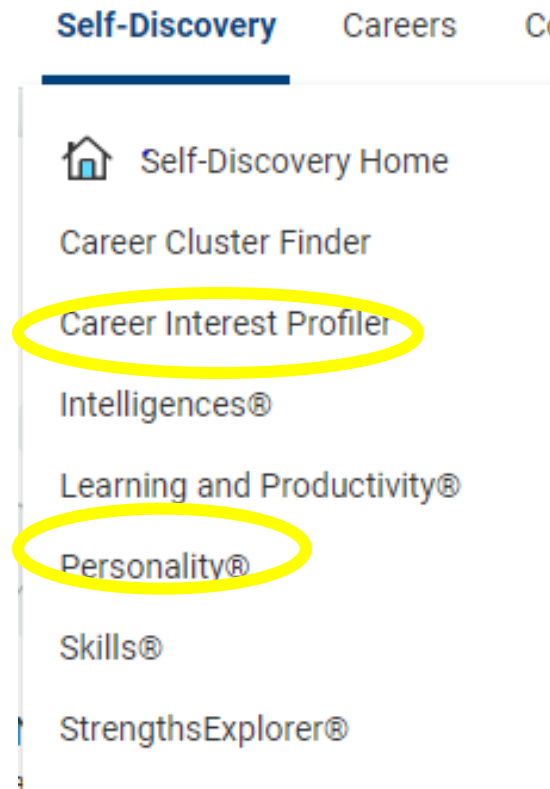 Self-Discovery Careers
Self-Discovery Home
Career Cluster Finder
Career Interest Profiler
Intelligences®
Learning and Productivity®
Personality®
Skills®
StrengthsExplorer®